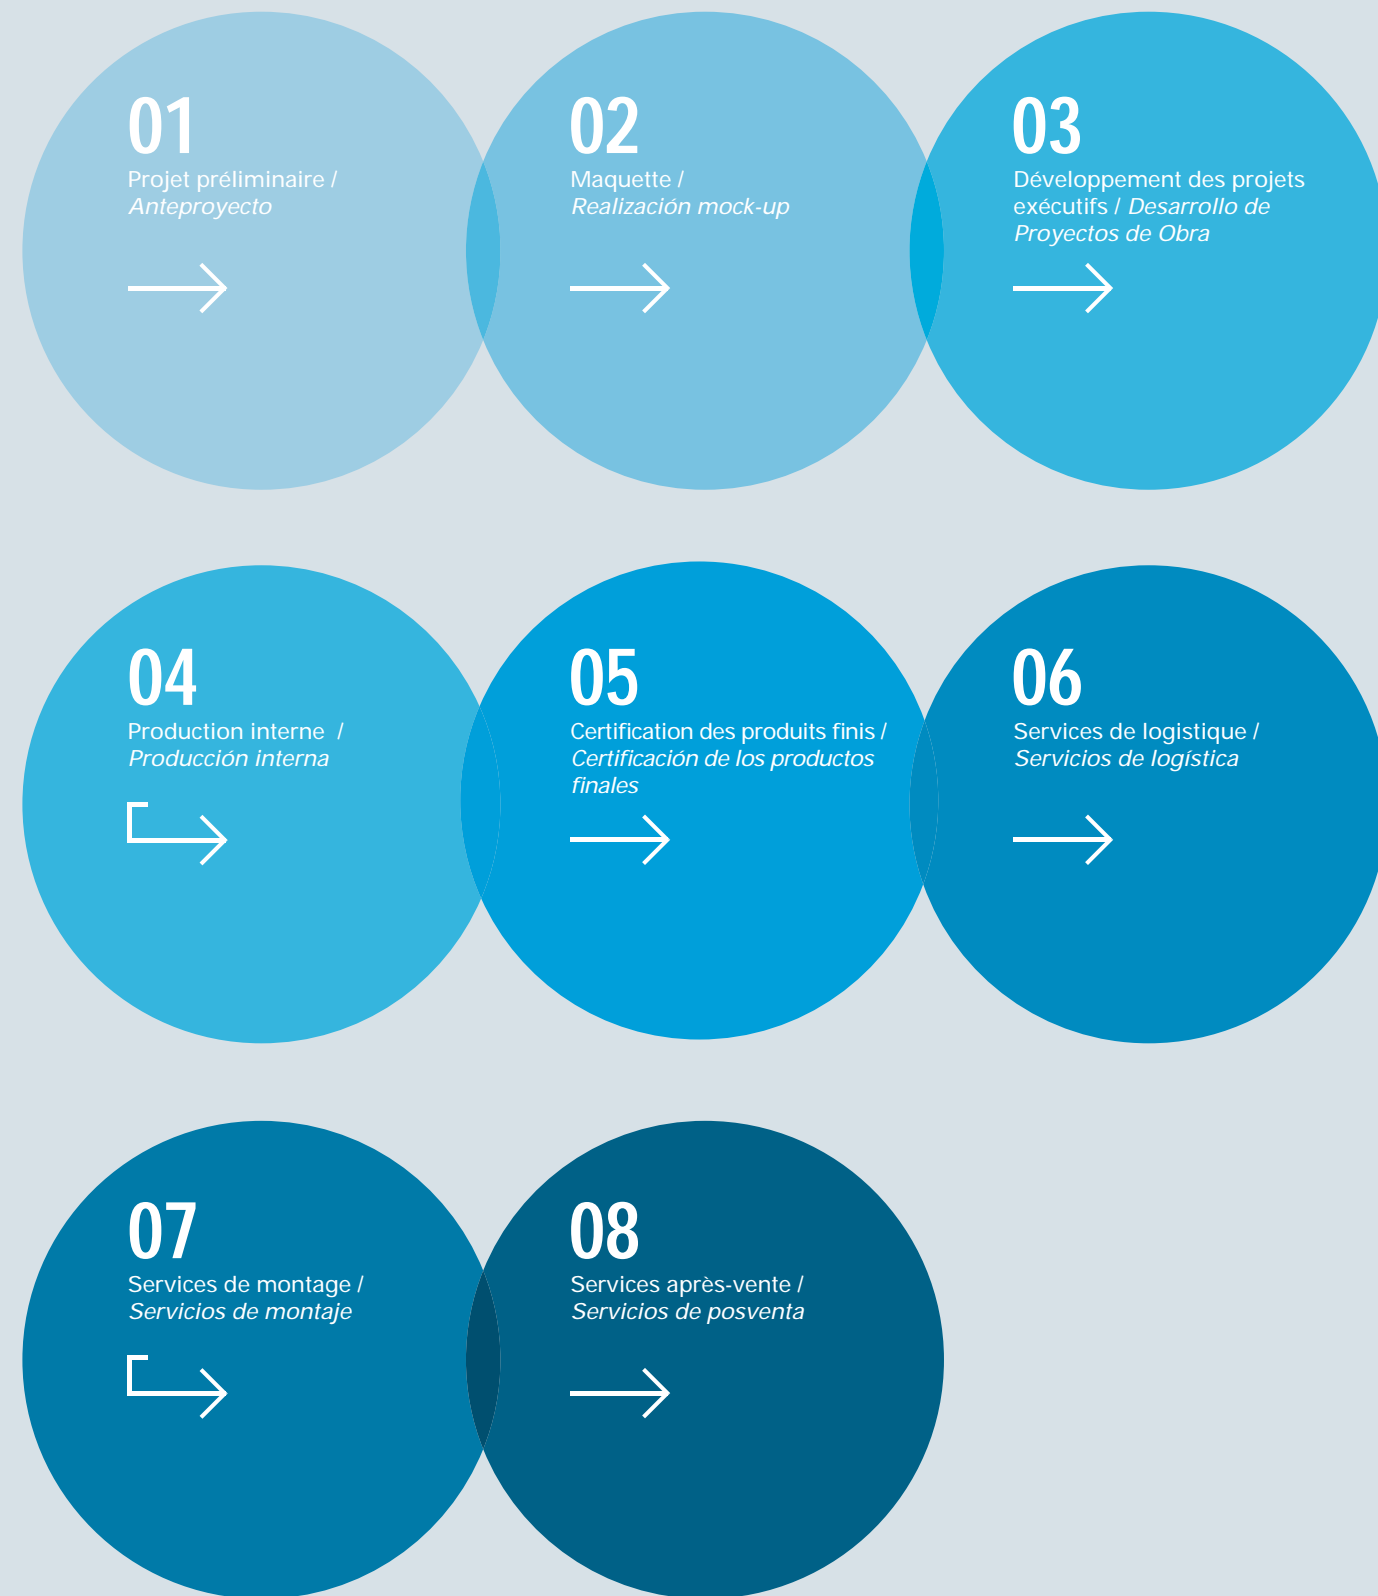 01
Projet préliminaire /
Anteproyecto
02
Maquette /
Realización mock-up
03
Développement des projets
exécutifs / Desarrollo de
Proyectos de Obra
04
Production interne /
Producción interna
05
Certification des produits finis /
Certificación de los productos
finales
06
Services de logistique /
Servicios de logística
07
Services de montage /
Servicios de montaje
08
Services après-vente /
Servicios de posventa